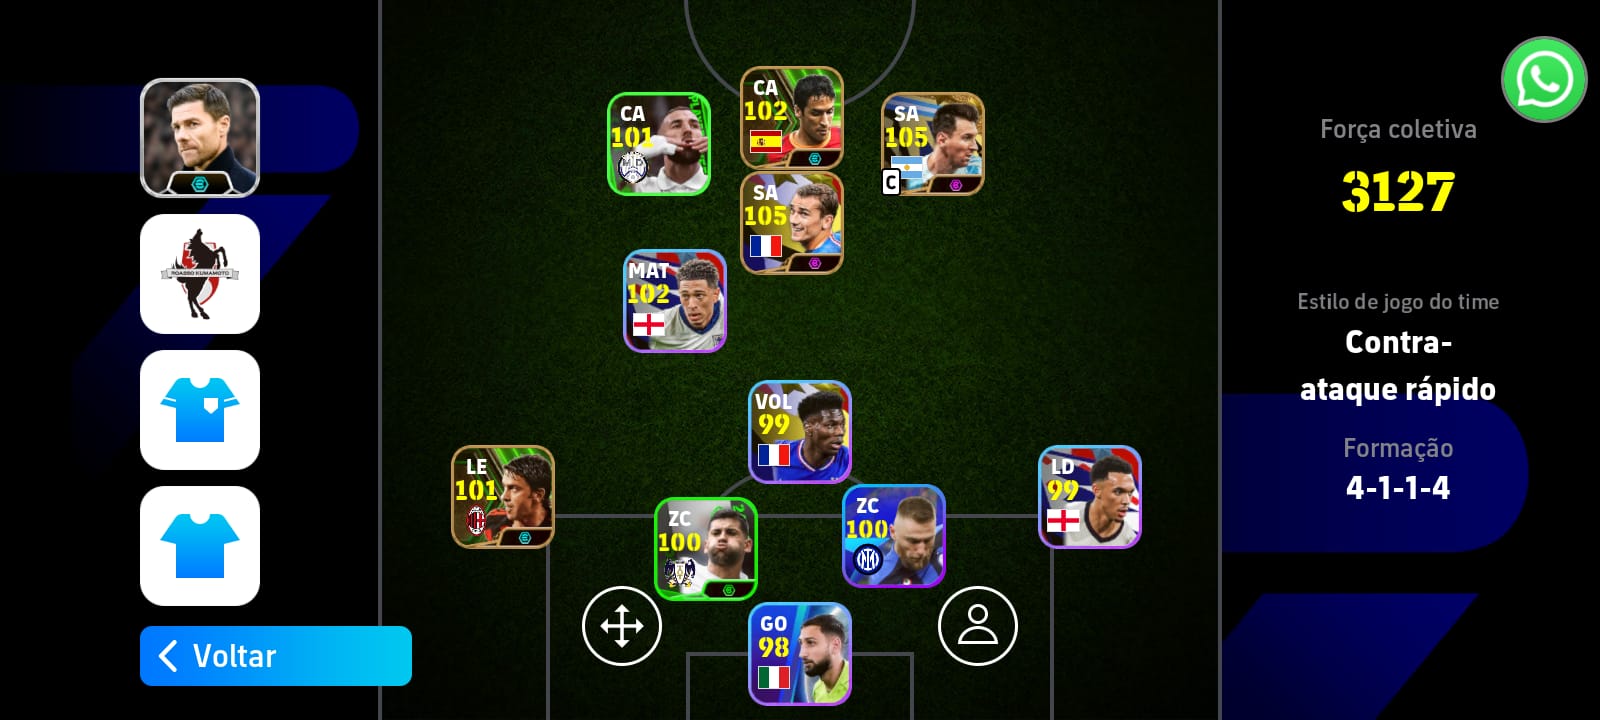 CA
102
CA
101
SA
105
C
SA
105
MAT
102
VOL
99
LE
101
LD
99
ZC
100
ZC
100
GO
98
ROASSO KUMAMOTO
Voltar
Força coletiva
3127
Estilo de jogo do time
Contra-
ataque rápido
Formação
4-1-1-4